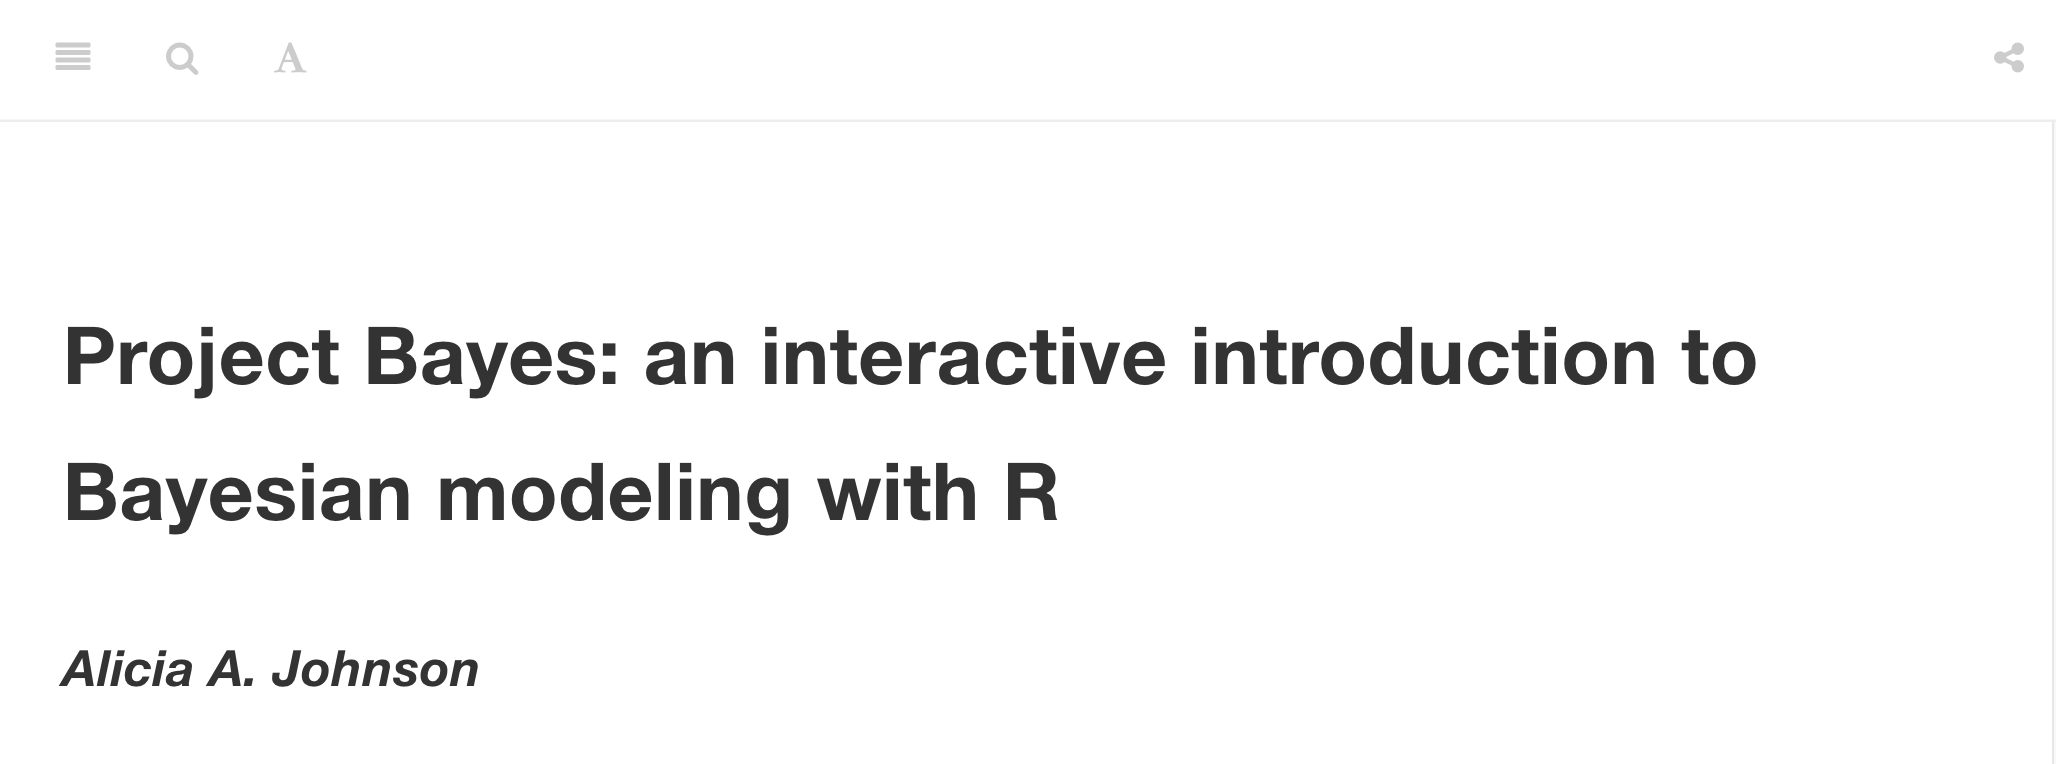 A
Project Bayes: an interactive introduction to
Bayesian modeling with R
Alicia A. Johnson